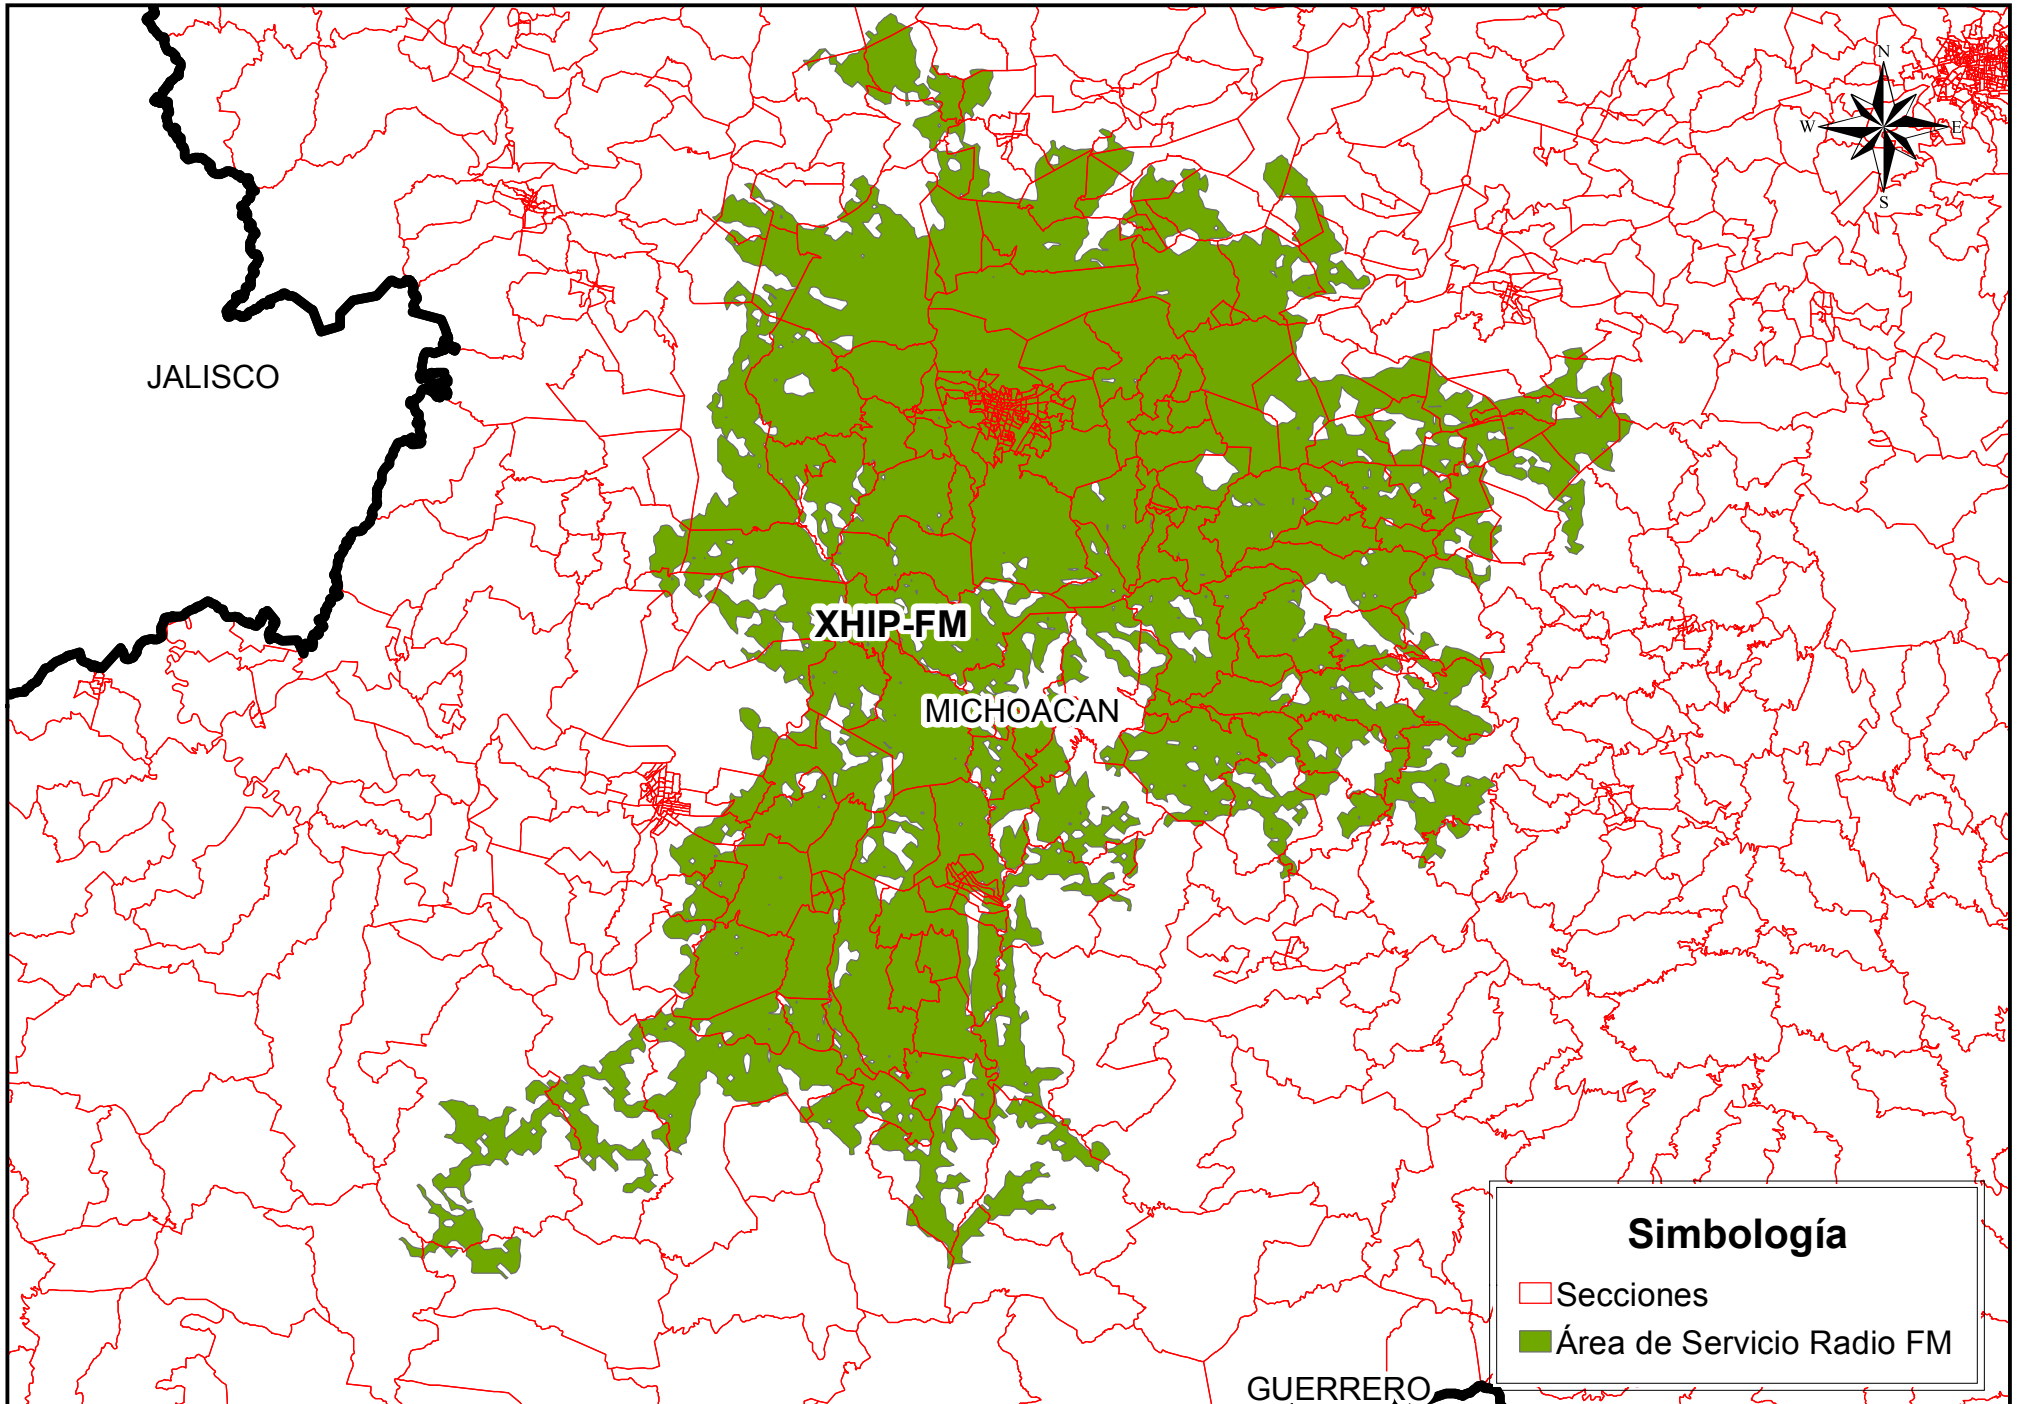 N
W E
S
JALISCO
XHIP-FM
MICHOACAN
Simbología
Secciones
Área de Servicio Radio FM
GUERRERO